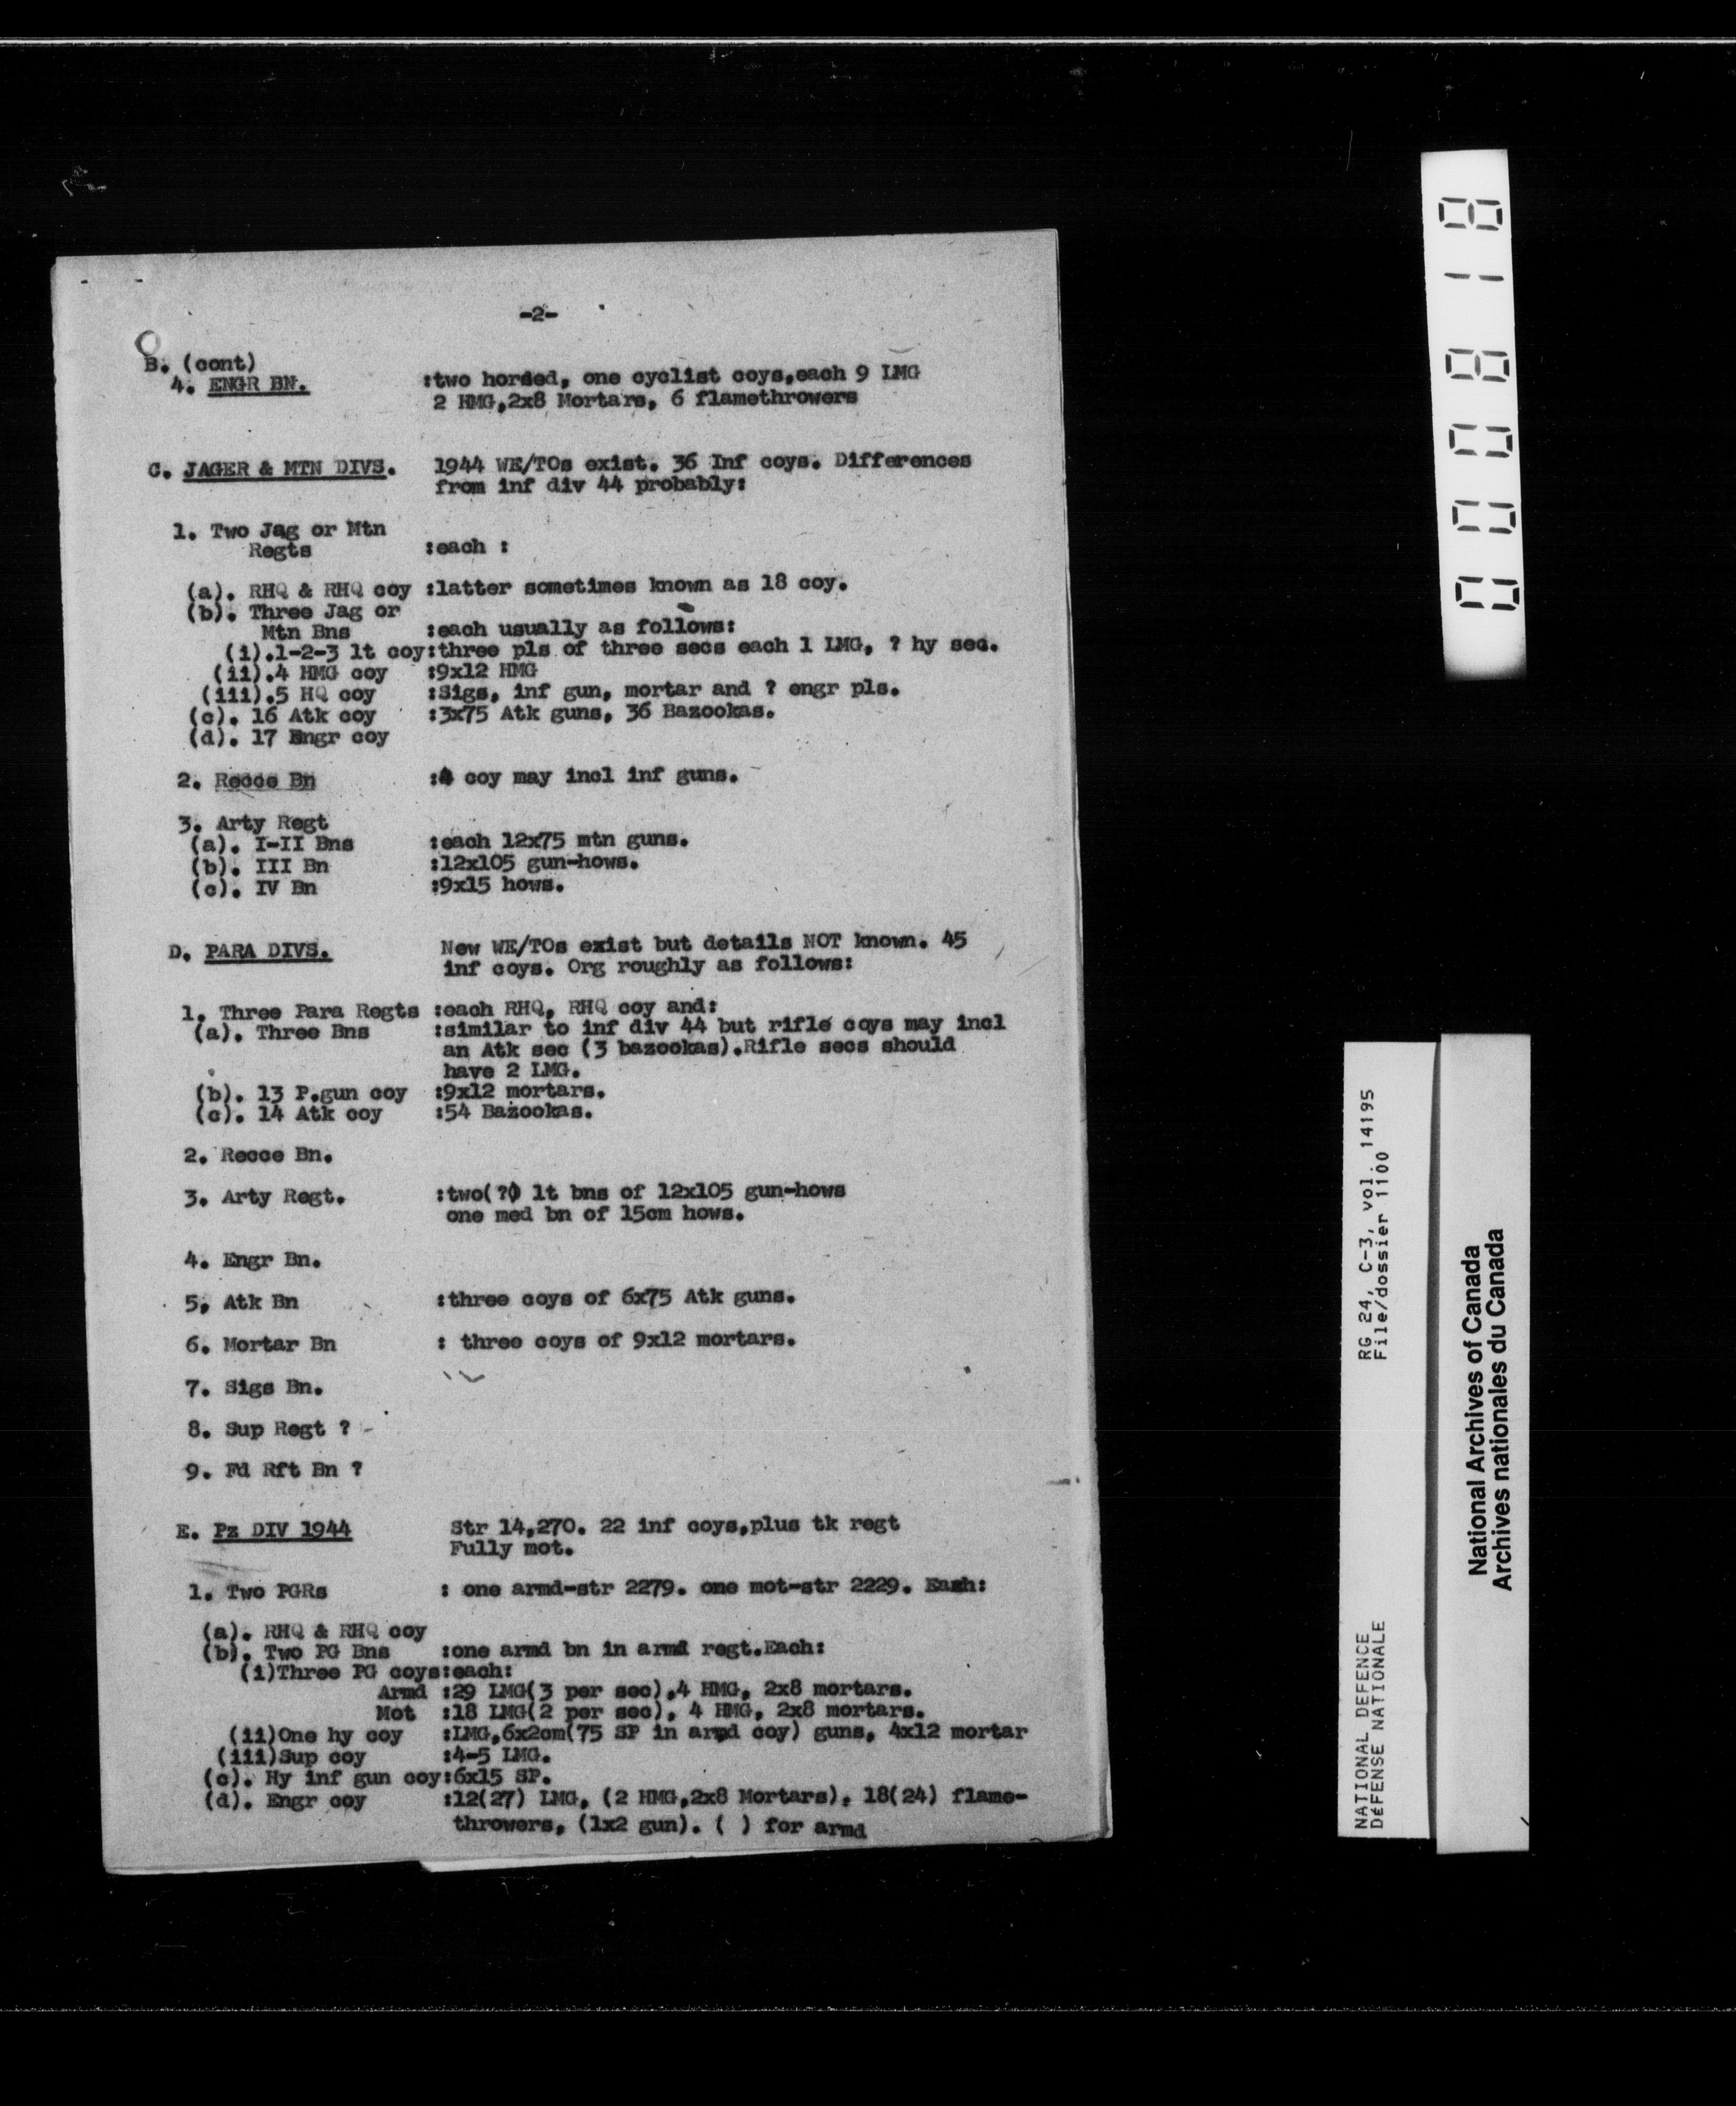 -2-
B. (cont)
4. ENGR BN. :two horsed, one cyclist coys,each 9 LMG
2 HMG,2x8 Mortars, 6 flamethrowers
C. JAGER & MTN DIVS. 1944 WE/TOs exist. 36 Inf coys. Differences
from inf div 44 probably:
1. Two Jag or Mtn
Regts :each :
(a). RHQ & RHQ coy :latter sometimes known as 18 coy.
(b). Three Jag or
Mtn Bns :each usually as follows:
(i).1-2-3 lt coy:three pls of three secs each 1 LMG, ? hy sec.
(ii).4 HMG coy :9x12 HMG
(iii).5 HQ coy :Sigs, inf gun, mortar and ? engr pls.
(c). 16 Atk coy :3x75 Atk guns, 36 Bazookas.
(d). 17 Engr coy
2. Recce Bn :4 coy may incl inf guns.
3. Arty Regt
(a). I-II Bns :each 12x75 mtn guns.
(b). III Bn :12x105 gun-hows.
(c). IV Bn :9x15 hows.
D. PARA DIVS. New WE/TOs exist but details NOT known. 45
inf coys. Org roughly as follows:
1. Three Para Regts :each RHQ, RHQ coy and:
(a). Three Bns :similar to inf div 44 but rifle coys may incl
an Atk sec (3 bazookas).Rifle secs should
have 2 LMG.
(b). 13 P.gun coy :9x12 mortars.
(c). 14 Atk coy :54 Bazookas.
2. Recce Bn.
3. Arty Regt. :two(?) lt bns of 12x105 gun-hows
one med bn of 15cm hows.
4. Engr Bn.
5, Atk Bn :three coys of 6x75 Atk guns.
6. Mortar Bn : three coys of 9x12 mortars.
7. Sigs Bn.
8. Sup Regt ?
9. Fd Rft Bn ?
E. Pz DIV 1944 Str 14,270. 22 inf coys,plus tk regt
Fully mot.
1. Two PGRs : one armd-str 2279. one mot-str 2229. Each:
(a). RHQ & RHQ coy
(b). Two PG Bns :one armd bn in armd regt.Each:
(i)Three PG coys:each:
Armd :29 LMG(3 per sec),4 HMG, 2x8 mortars.
Mot :18 LMG(2 per sec), 4 HMG, 2x8 mortars.
(ii)One hy coy :LMG,6x2cm(75 SP in armd coy) guns, 4x12 mortar
(iii)Sup coy :4-5 LMG.
(c). Hy inf gun coy:6x15 SP.
(d). Engr coy :12(27) LMG, (2 HMG,2x8 Mortars). 18(24) flame-
throwers, (1x2 gun). ( ) for armd
000818
NATIONAL DEFENCE RG 24, C-3, vol. 14195
DÉFENSE NATIONALE File/dossier 1100
National Archives of Canada
Archives nationales du Canada